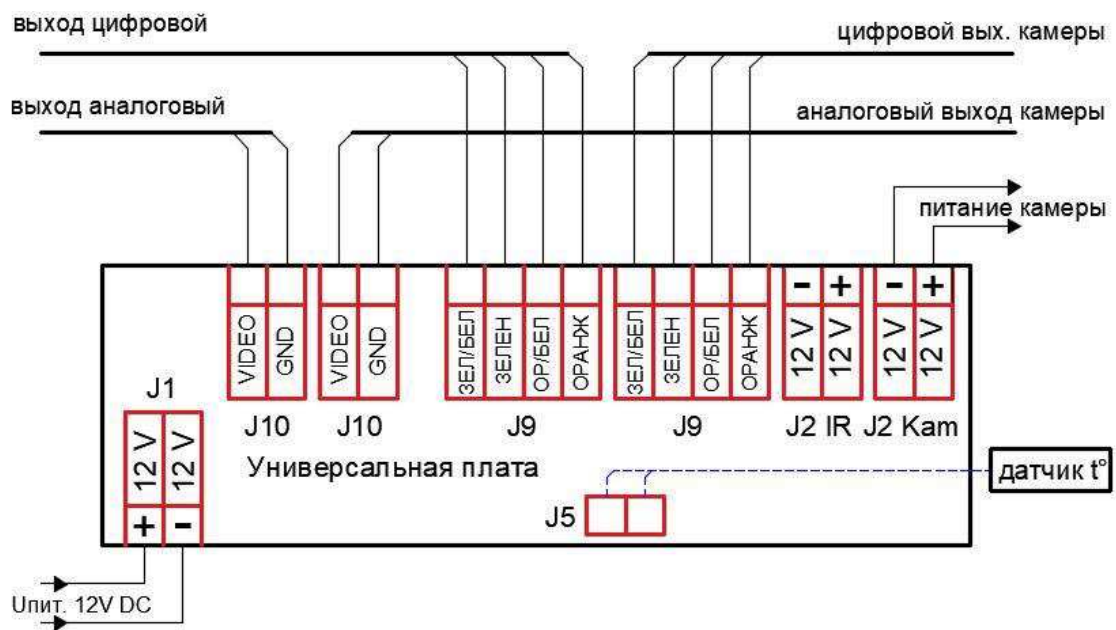 выход цифровой
цифровой вых. камеры
выход аналоговый
аналоговый выход камеры
питание камеры
- + - +
VIDEO GND VIDEO GND ЗЕЛ/БЕЛ ЗЕЛЕН ОР/БЕЛ ОРАНЖ ЗЕЛ/БЕЛ ЗЕЛЕН ОР/БЕЛ ОРАНЖ 12 V 12 V 12 V 12 V
J1
J10 J10 J9 J9 J2 IR J2 Kam
12 V 12 V
Универсальная плата
датчик t°
J5
+ -
Uпит. 12V DC